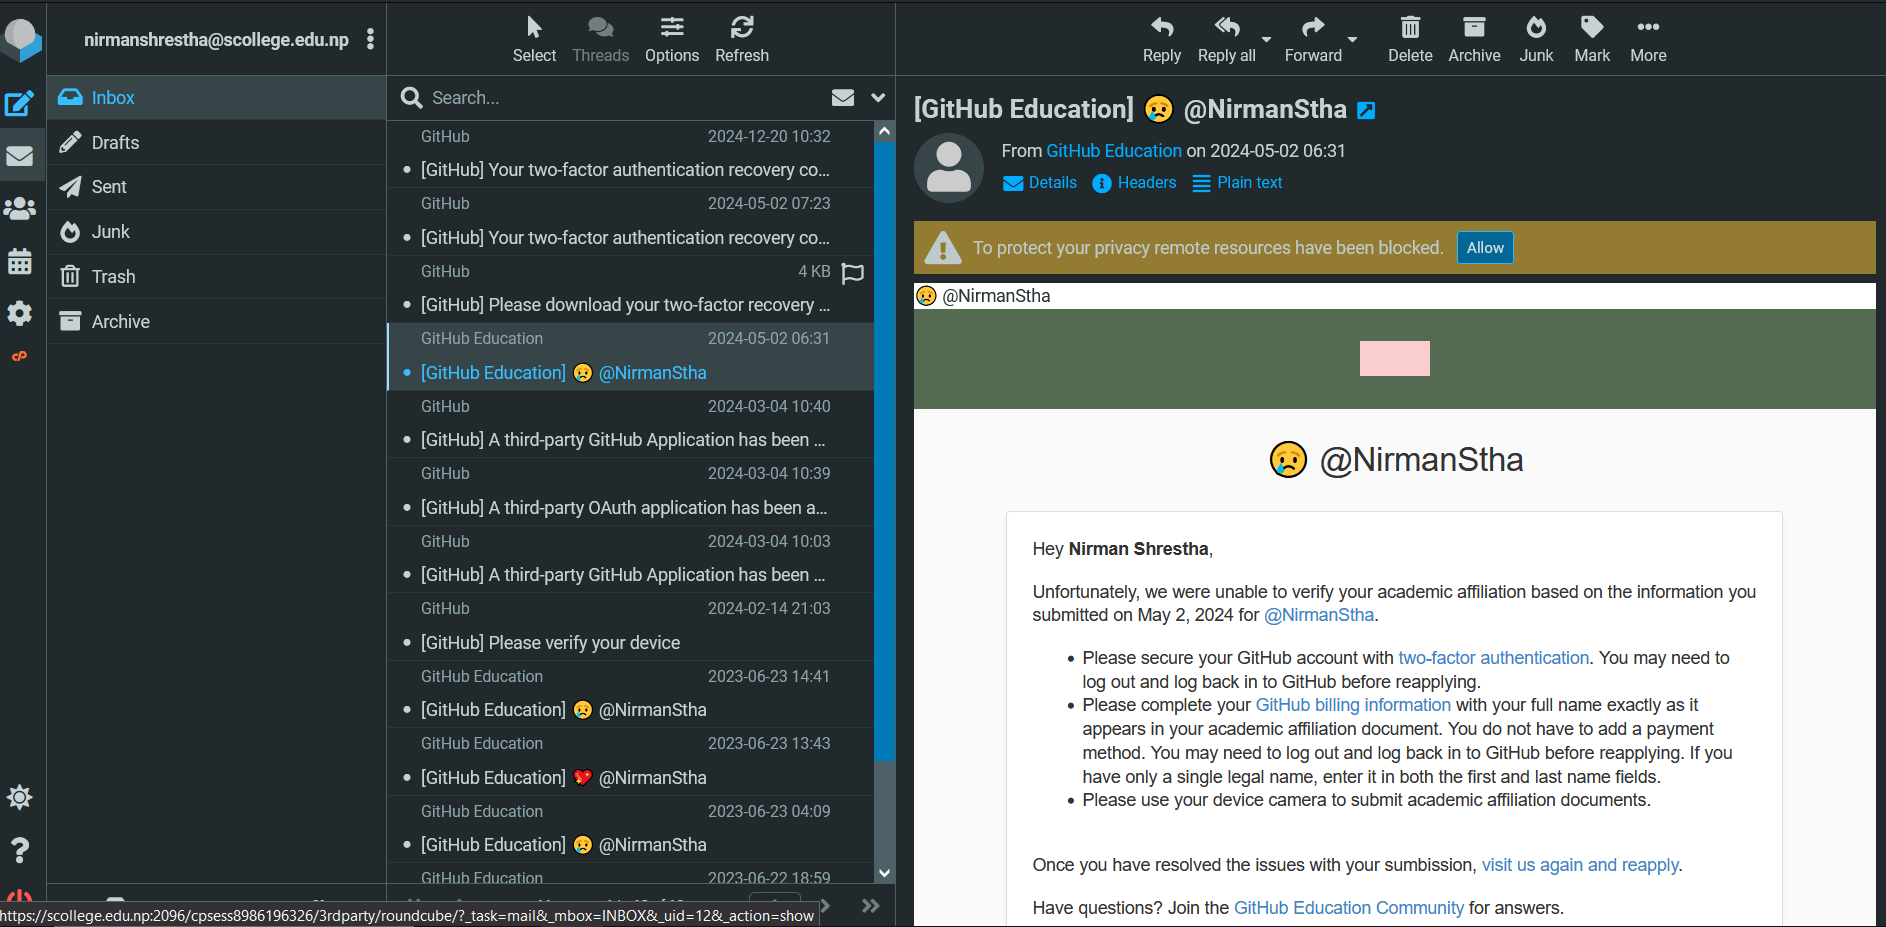 nirmanshrestha@scollege.edu.np
Select
Threads
Options
Refresh
Reply
Reply all
Forward
Delete
Archive
Junk
Mark
More
Inbox
Drafts
Sent
Junk
Trash
Archive
cP
Search...
GitHub 2024-12-20 10:32
• [GitHub] Your two-factor authentication recovery co...
GitHub 2024-05-02 07:23
• [GitHub] Your two-factor authentication recovery co...
GitHub 4 KB
• [GitHub] Please download your two-factor recovery ...
GitHub Education 2024-05-02 06:31
• [GitHub Education] 😢 @NirmanStha
GitHub 2024-03-04 10:40
• [GitHub] A third-party GitHub Application has been ...
GitHub 2024-03-04 10:39
• [GitHub] A third-party OAuth application has been a...
GitHub 2024-03-04 10:03
• [GitHub] A third-party GitHub Application has been ...
GitHub 2024-02-14 21:03
• [GitHub] Please verify your device
GitHub Education 2023-06-23 14:41
• [GitHub Education] 😢 @NirmanStha
GitHub Education 2023-06-23 13:43
• [GitHub Education] 💖 @NirmanStha
GitHub Education 2023-06-23 04:09
• [GitHub Education] 😢 @NirmanStha
GitHub Education 2023-06-22 18:59
https://scollege.edu.np:2096/cpsess8986196326/3rdparty/roundcube/?_task=mail&_mbox=INBOX&_uid=12&_action=show
[GitHub Education] 😢 @NirmanStha
From GitHub Education on 2024-05-02 06:31
Details Headers Plain text
To protect your privacy remote resources have been blocked. Allow
😢 @NirmanStha
😢 @NirmanStha
Hey Nirman Shrestha,
Unfortunately, we were unable to verify your academic affiliation based on the information you
submitted on May 2, 2024 for @NirmanStha.
• Please secure your GitHub account with two-factor authentication. You may need to
log out and log back in to GitHub before reapplying.
• Please complete your GitHub billing information with your full name exactly as it
appears in your academic affiliation document. You do not have to add a payment
method. You may need to log out and log back in to GitHub before reapplying. If you
have only a single legal name, enter it in both the first and last name fields.
• Please use your device camera to submit academic affiliation documents.
Once you have resolved the issues with your sumbission, visit us again and reapply.
Have questions? Join the GitHub Education Community for answers.